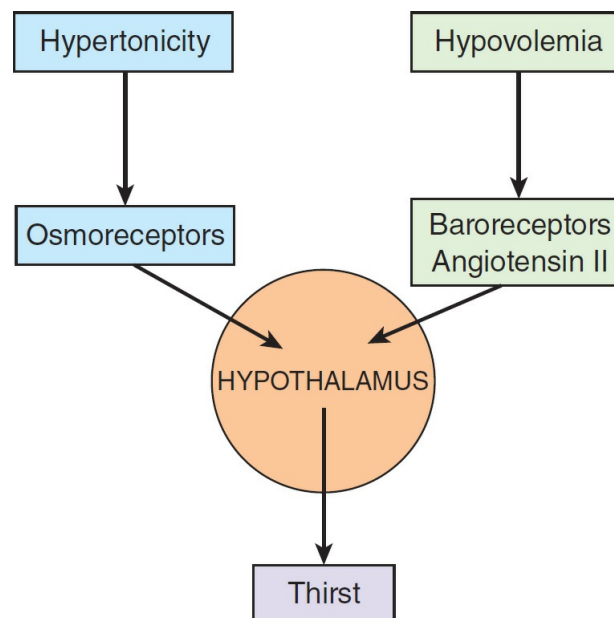 Hypertonicity
Hypovolemia
Osmoreceptors
Baroreceptors
Angiotensin II
HYPOTHALAMUS
Thirst